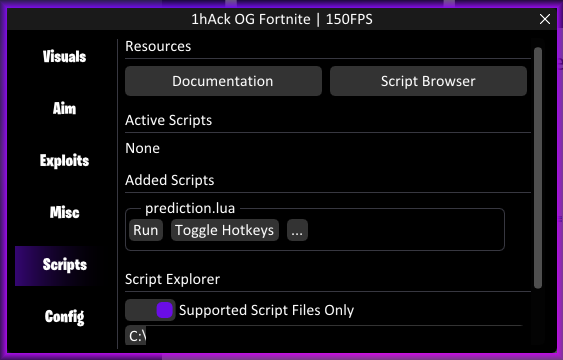 1hAck OG Fortnite | 150FPS
Visuals
Aim
Exploits
Misc
Scripts
Config
Resources
Documentation
Script Browser
Active Scripts
None
Added Scripts
prediction.lua
Run
Toggle Hotkeys
...
Script Explorer
Supported Script Files Only
C:\